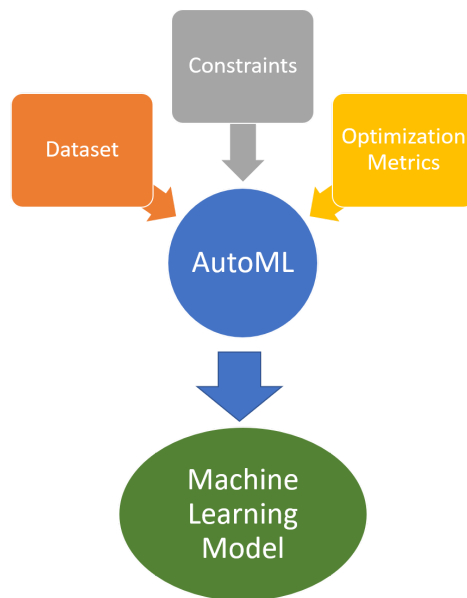 Constraints
Dataset
Optimization
Metrics
AutoML
Machine
Learning
Model